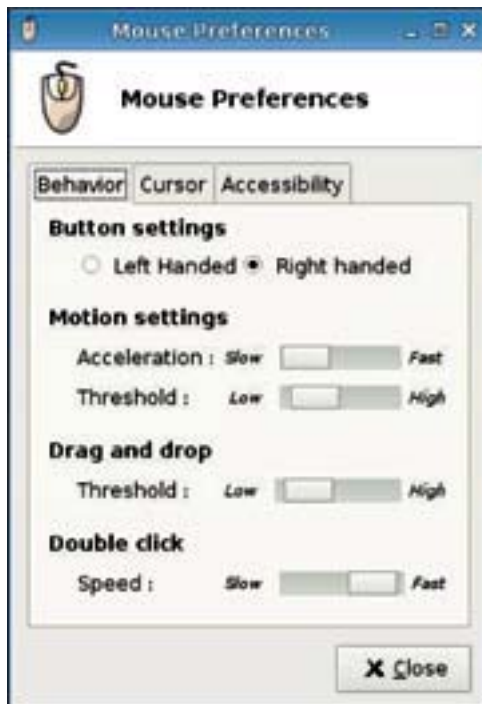 Mouse Preferences
Mouse Preferences
Behavior Cursor Accessibility
Button settings
Left Handed Right handed
Motion settings
Acceleration : Slow Fast
Threshold : Low High
Drag and drop
Threshold : Low High
Double click
Speed : Slow Fast
Close